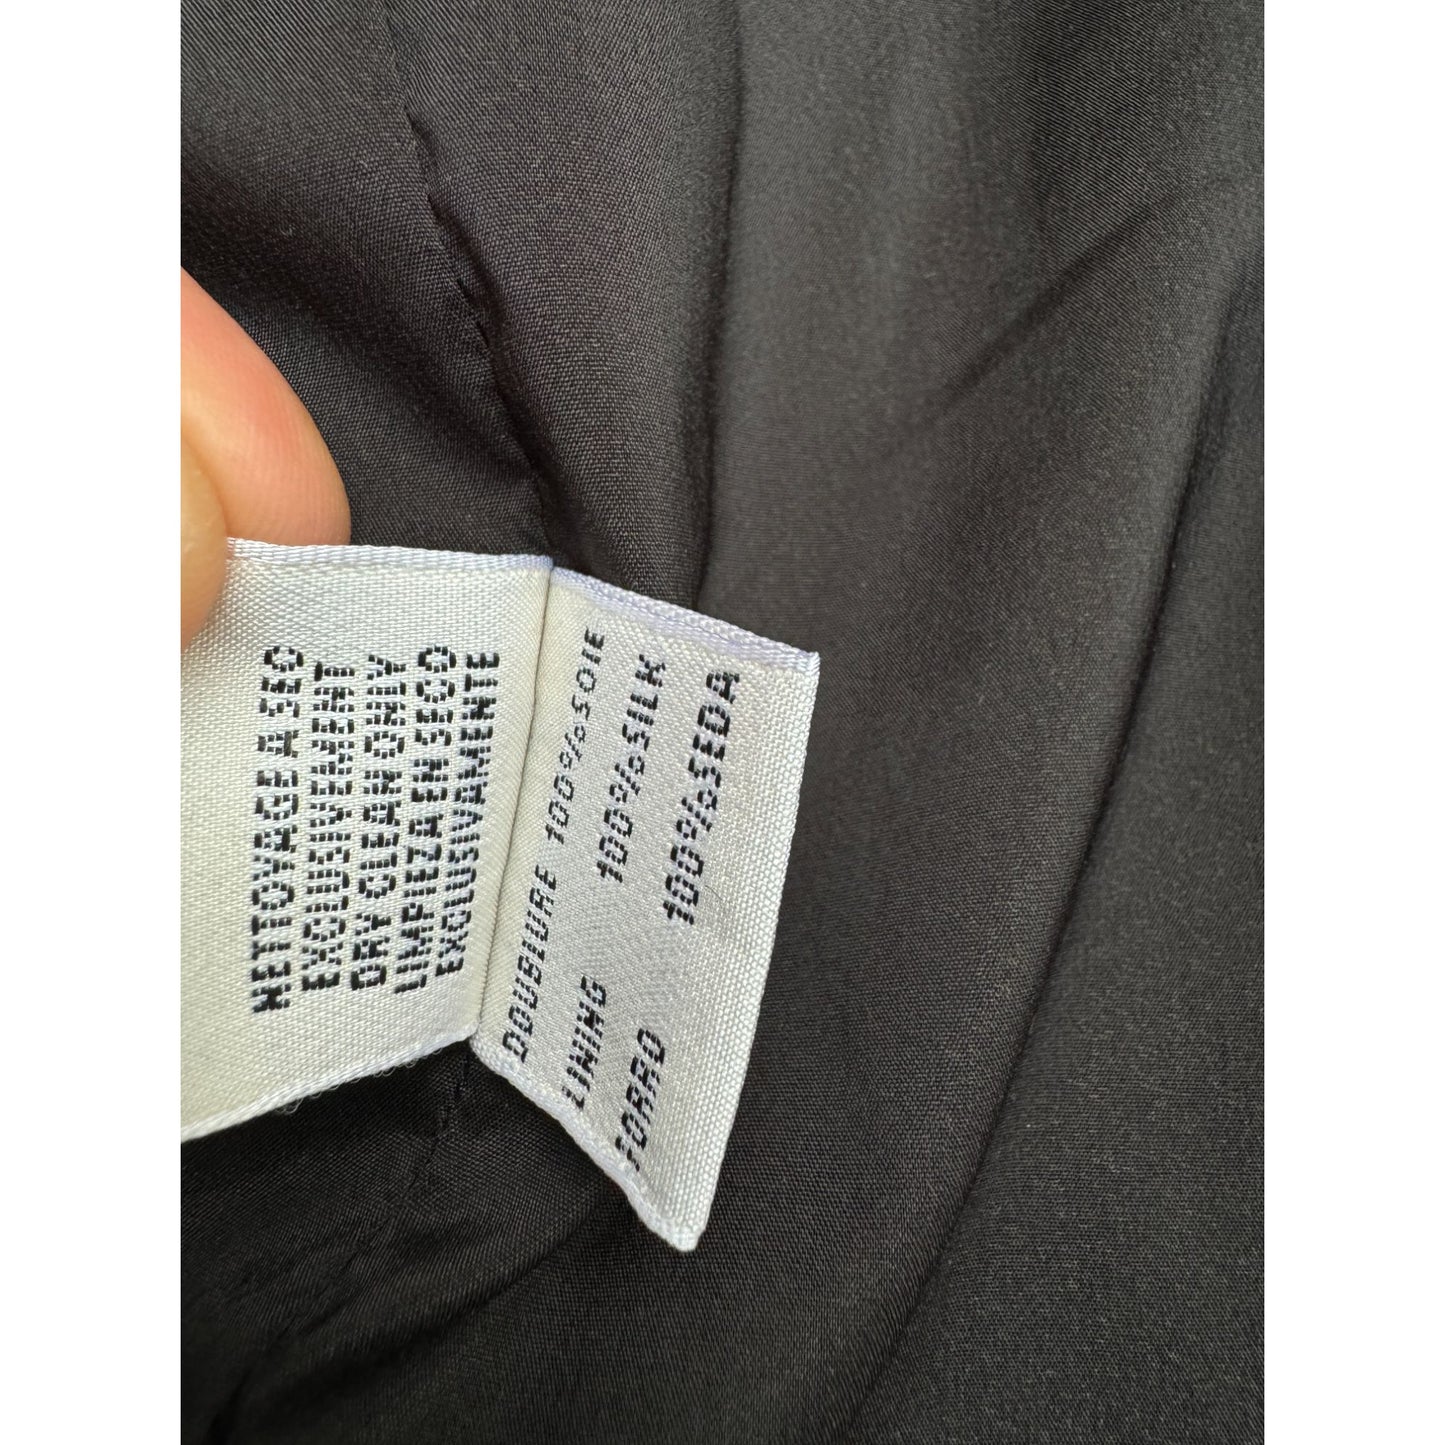 NETTOYAGE A SEC
EXCLUSIVEMENT
DRY CLEAN ONLY
LIMPIEZA EN SECO
EXCLUSIVAMENTE
DOUBLURE 100%SOIE
LINING 100%SILK
FORRO 100%SEDA